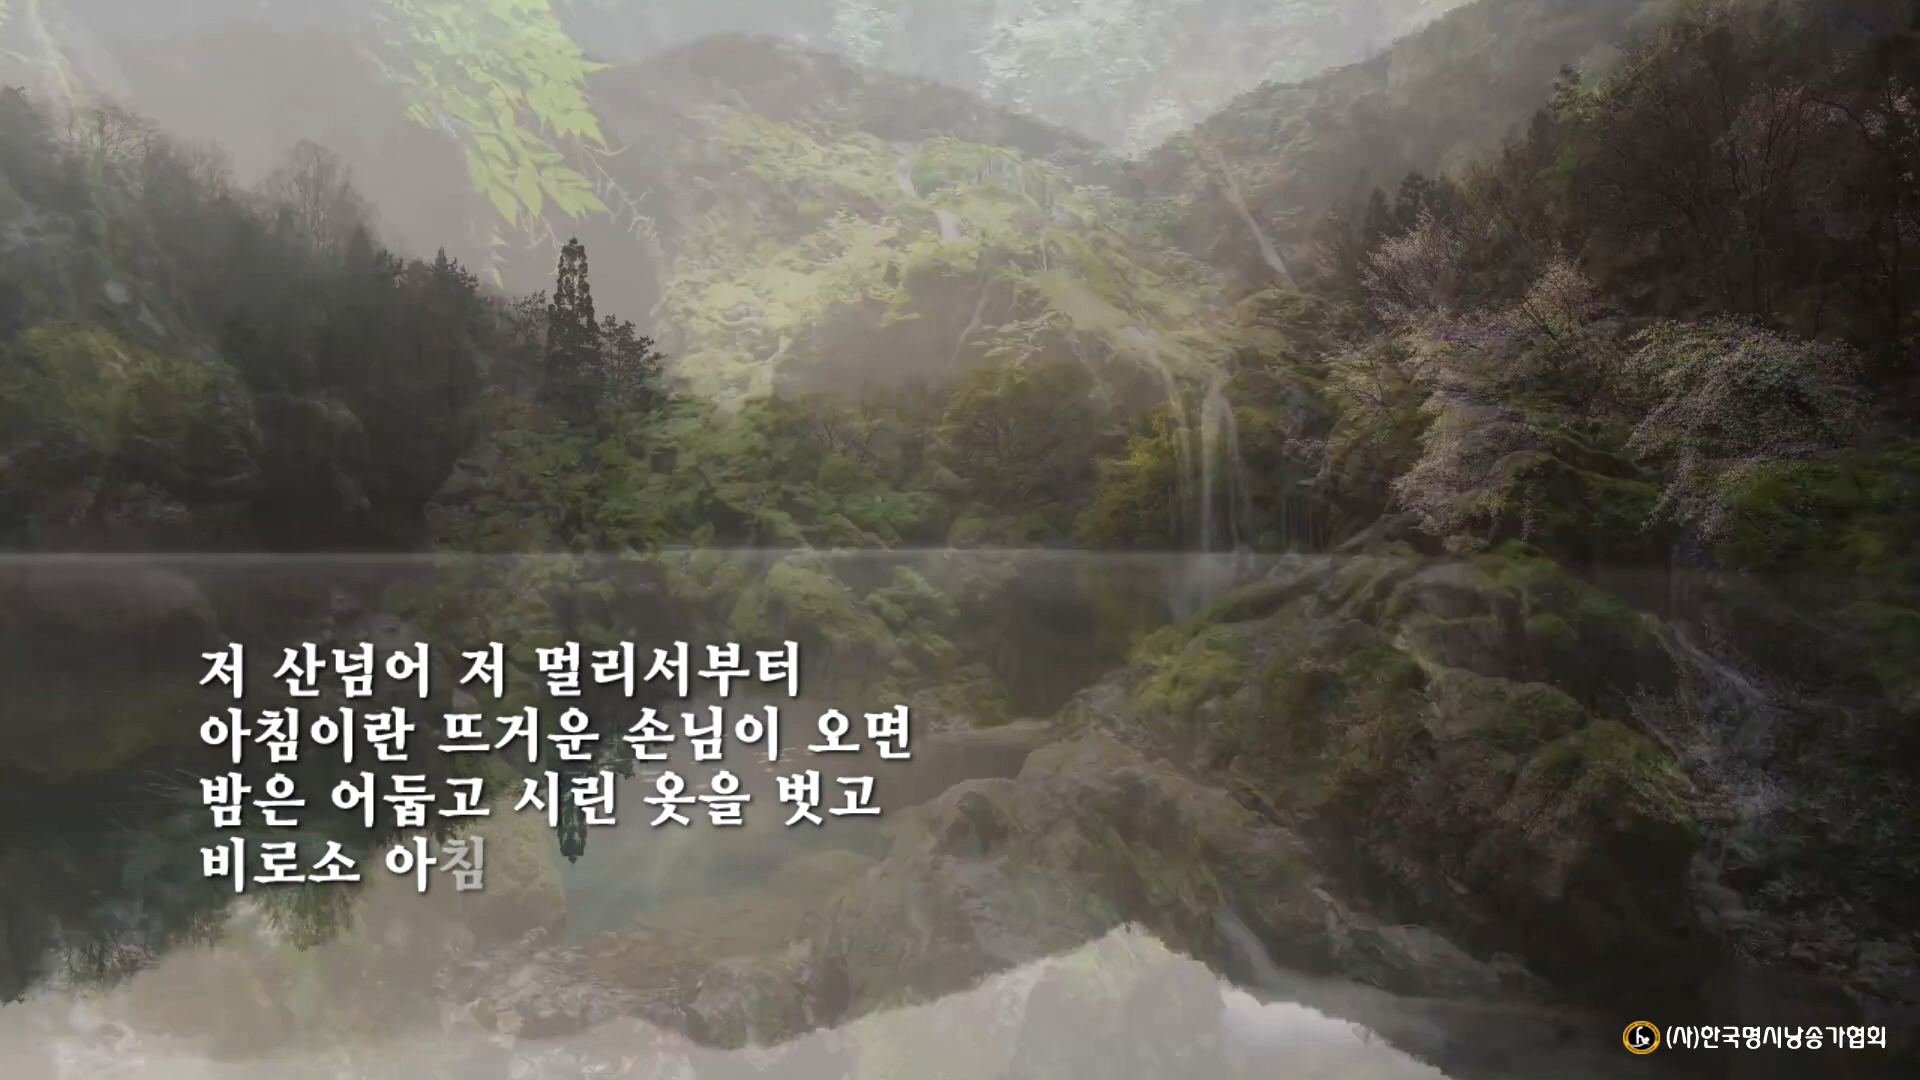 저 산넘어 저 멀리서부터
아침이란 뜨거운 손님이 오면
밤은 어둡고 시린 옷을 벗고
비로소 아침
(사)한국명시낭송가협회